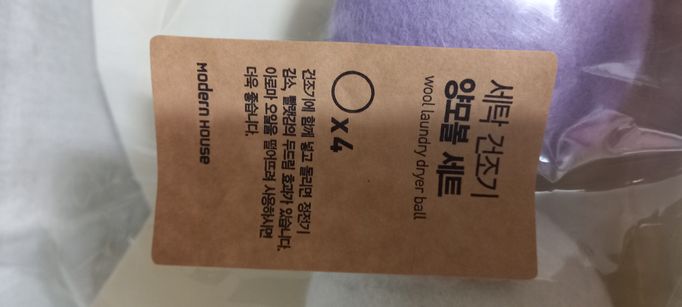 세탁 건조기
양모볼 세트
wool laundry dryer ball
x 4
건조기에 함께 넣고 돌리면 정전기
감소, 빨랫감의 두드림 효과가 있습니다.
아로마 오일을 떨어뜨려 사용하시면
더욱 좋습니다.
Modern House